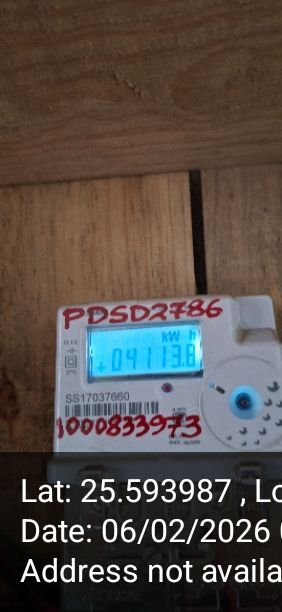 PDSD2786
kW h
04113.8
SS17037660
1000833973
Lat: 25.593987 , Lo
Date: 06/02/2026
Address not availa